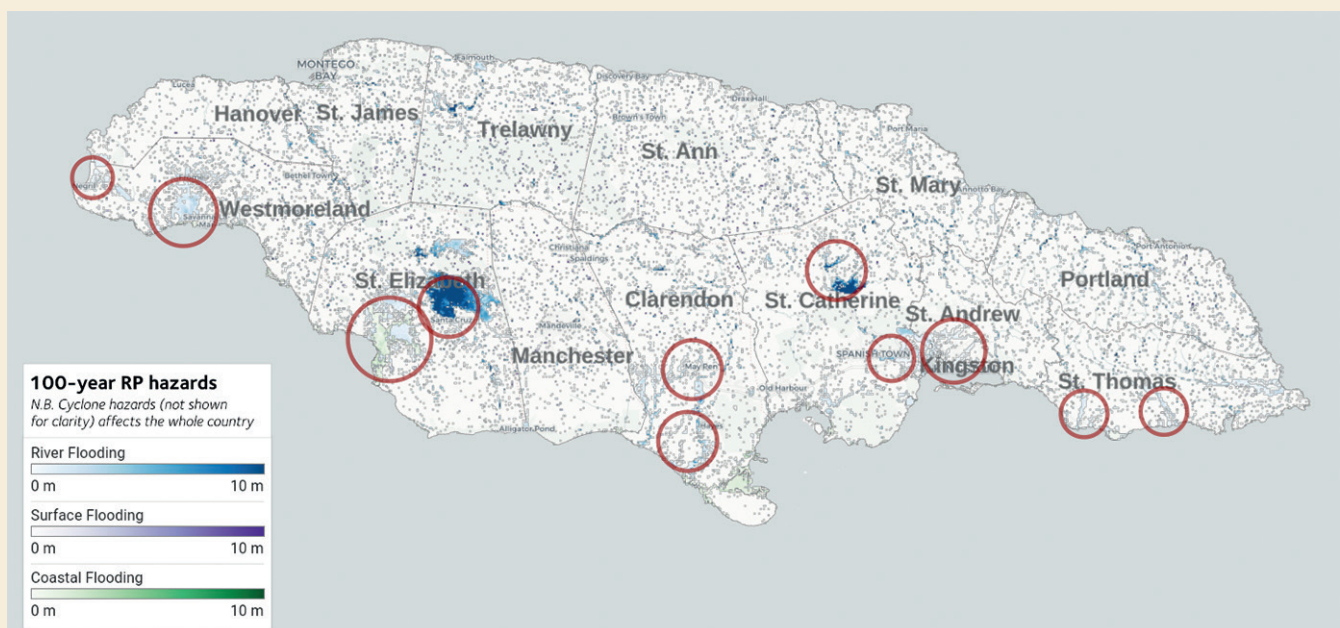 MONTEGO
BAY
Falmouth
Discovery Bay
Lucea
Drax Hall
Hanover
St. James
Brown's Town
Trelawny
Port Maria
St. Ann
Bethel Town
Negril
St. Mary
Annotto Bay
Westmoreland
Savanna
Mar
Christiana
Spaldings
Port Antonio
St. Elizabeth
Portland
Clarendon
St. Catherine
St. Andrew
Santa Cruz
Mandeville
Manchester
SPANISH TOWN
May Pen
Kingston
Old Harbour
St. Thomas
Alligator Pond
100-year RP hazards
N.B. Cyclone hazards (not shown
for clarity) affects the whole country
River Flooding
0 m 10 m
Surface Flooding
0 m 10 m
Coastal Flooding
0 m 10 m